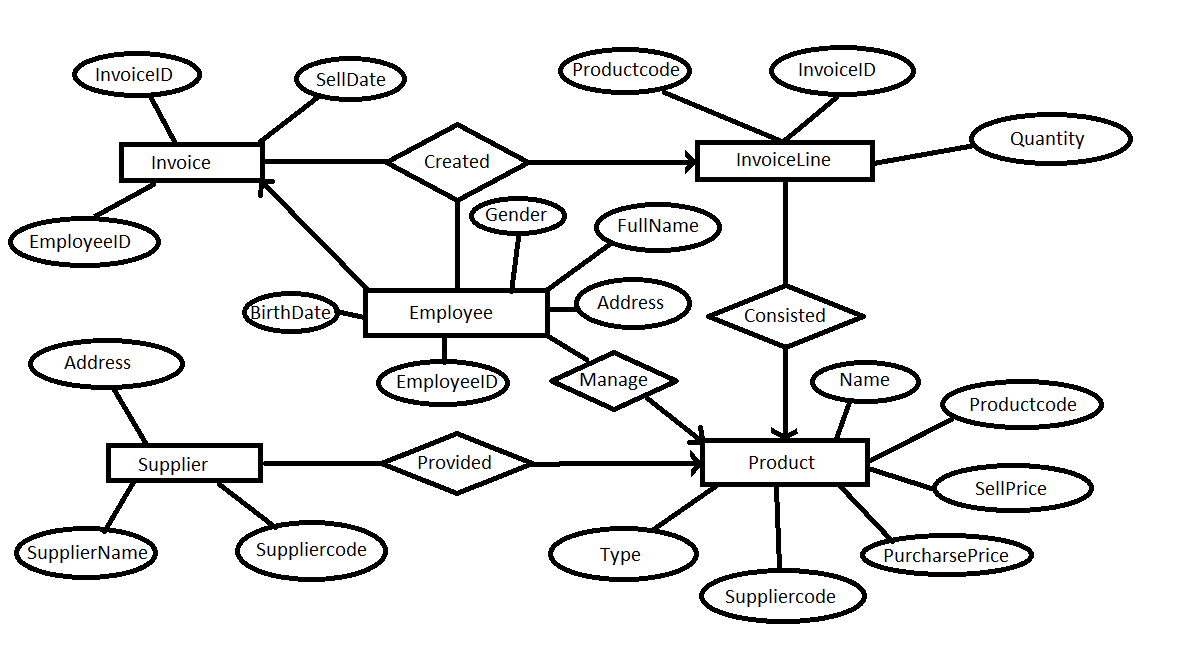 InvoiceID
SellDate
Productcode
InvoiceID
Quantity
Invoice
Created
InvoiceLine
EmployeeID
Gender
FullName
BirthDate
Employee
Address
Consisted
Address
EmployeeID
Manage
Name
Productcode
Supplier
Provided
Product
SellPrice
SupplierName
Suppliercode
Type
PurcharsePrice
Suppliercode